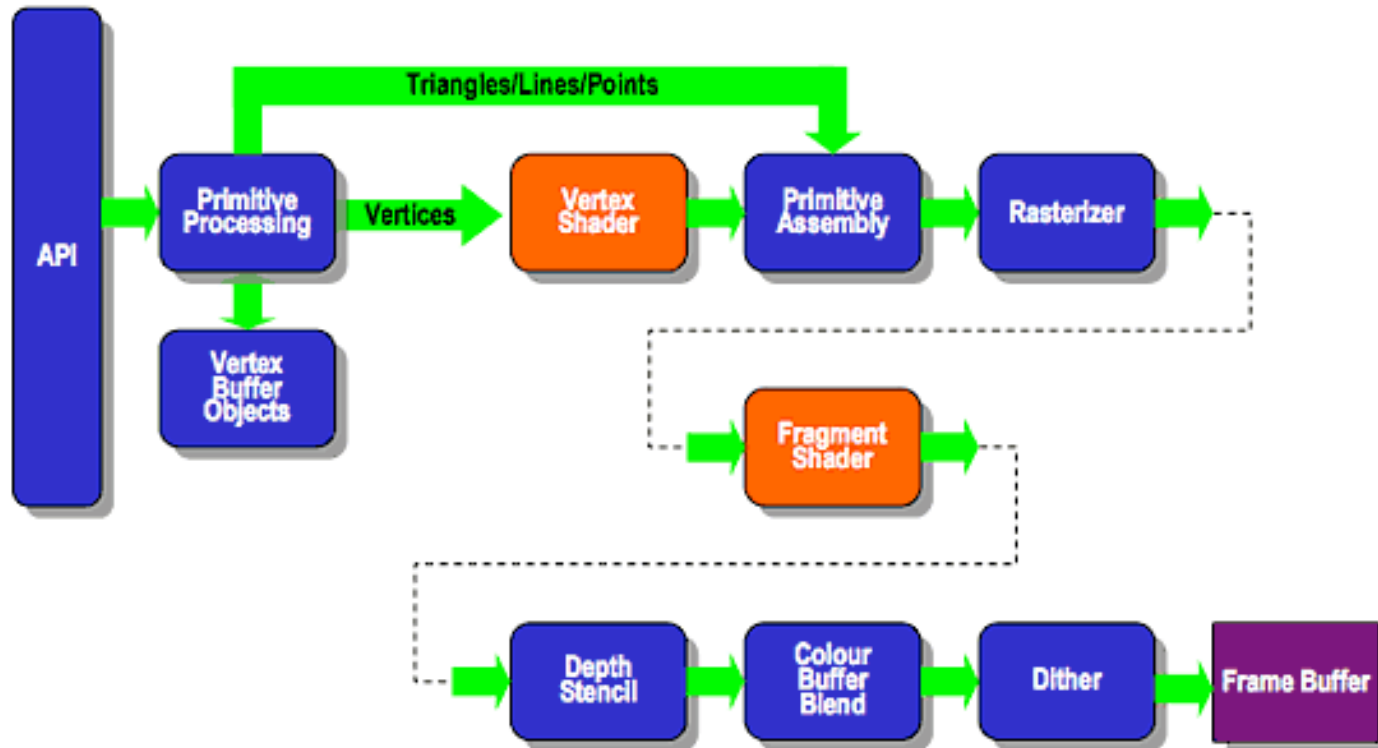 Triangles/Lines/Points
API
Primitive
Processing
Vertices
Vertex
Shader
Primitive
Assembly
Rasterizer
Vertex
Buffer
Objects
Fragment
Shader
Depth
Stencil
Colour
Buffer
Blend
Dither
Frame Buffer